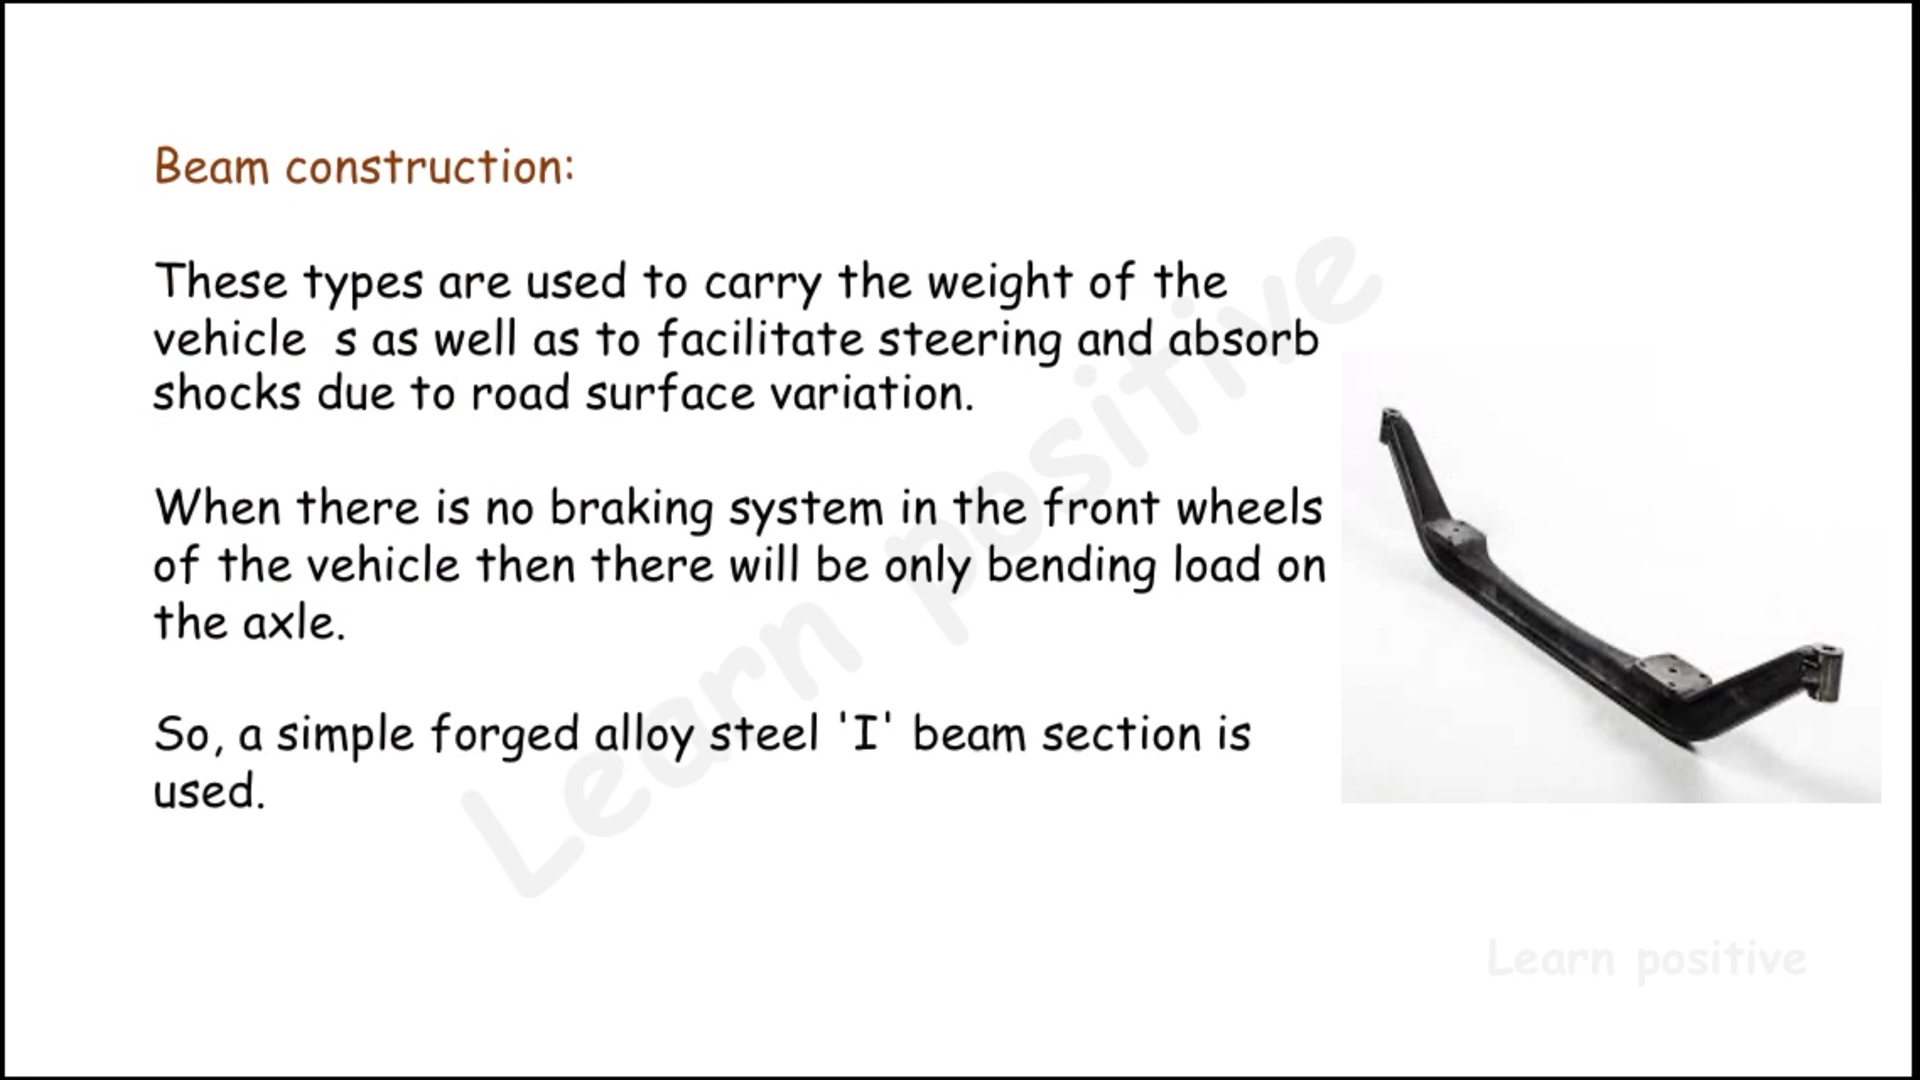 Beam construction:
These types are used to carry the weight of the
vehicle s as well as to facilitate steering and absorb
shocks due to road surface variation.
When there is no braking system in the front wheels
of the vehicle then there will be only bending load on
the axle.
So, a simple forged alloy steel 'I' beam section is
used.
Learn positive
Learn positive